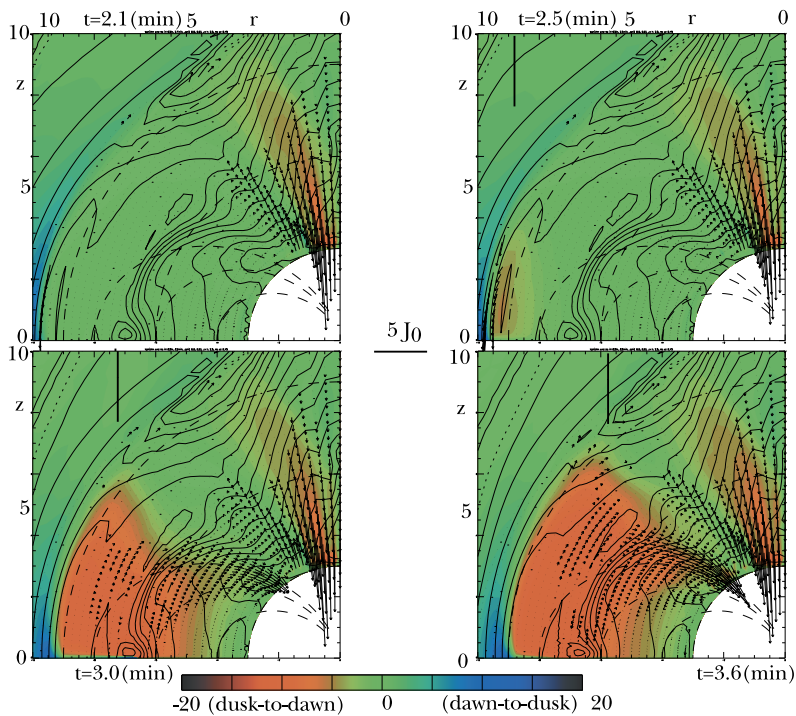 10 t=2.1(min) 5 r 0
10 t=2.5(min) 5 r 0
10
z
5
0
10
z
5
0
5 J0
10
z
5
0
10
z
5
0
t=3.0(min)
t=3.6(min)
-20 (dusk-to-dawn) 0 (dawn-to-dusk) 20